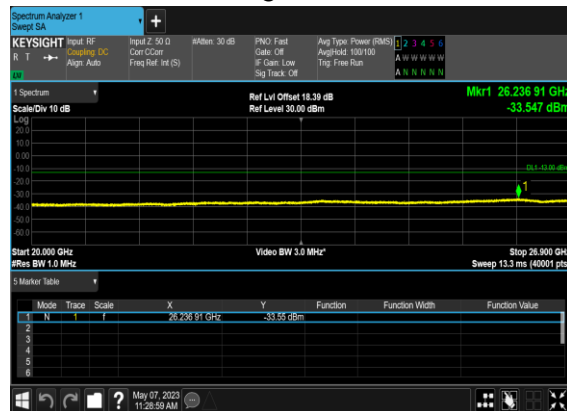 Spectrum Analyzer 1
Swept SA
+
KEYSIGHT Input: RF Input Z: 50 Ω #Atten: 30 dB PNO: Fast Avg Type: Power (RMS) 1 2 3 4 5 6
R T Coupling: DC Corr CCorr Gate: Off Avg|Hold: 100/100 A W W W W W
Align: Auto Freq Ref: Int (S) IF Gain: Low Trig: Free Run
LW Sig Track: Off A N N N N N
1 Spectrum Ref Lvl Offset 18.39 dB Mkr1 26.236 91 GHz
Scale/Div 10 dB Ref Level 30.00 dBm -33.547 dBm
Log
20.0
10.0
0.00
-10.0
DL1 -13.00 dBm
-20.0
1
-30.0
-40.0
-50.0
-60.0
Start 20.000 GHz Video BW 3.0 MHz* Stop 26.900 GHz
#Res BW 1.0 MHz Sweep 13.3 ms (40001 pts)
5 Marker Table
Mode Trace Scale X Y Function Function Width Function Value
1 N 1 f 26.236 91 GHz -33.55 dBm
2
3
4
5
6
? May 07, 2023
11:28:59 AM